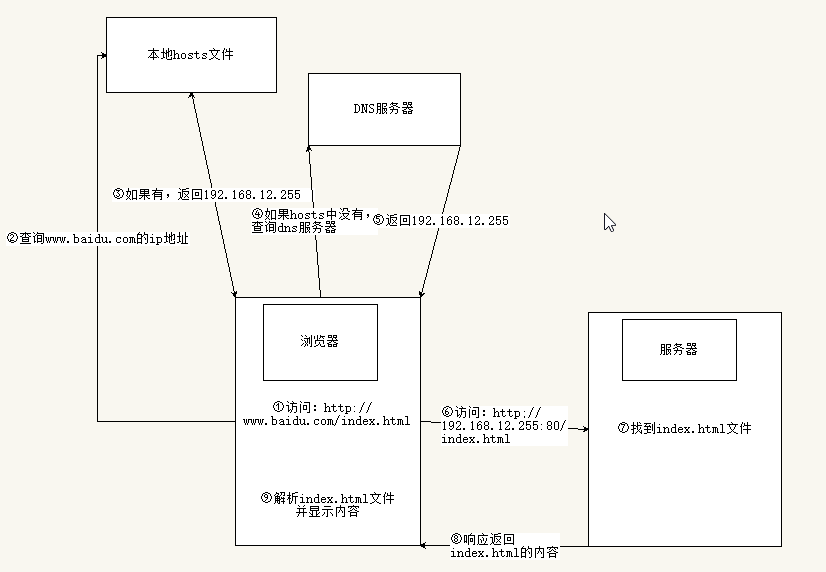 本地hosts文件
DNS服务器
③如果有，返回192.168.12.255
④如果hosts中没有，
查询dns服务器
⑤返回192.168.12.255
②查询www.baidu.com的ip地址
浏览器
服务器
①访问：http://
www.baidu.com/index.html
⑥访问：http;//
192.168.12.255:80/
index.html
⑦找到index.html文件
⑨解析index.html文件
并显示内容
⑧响应返回
index.html的内容